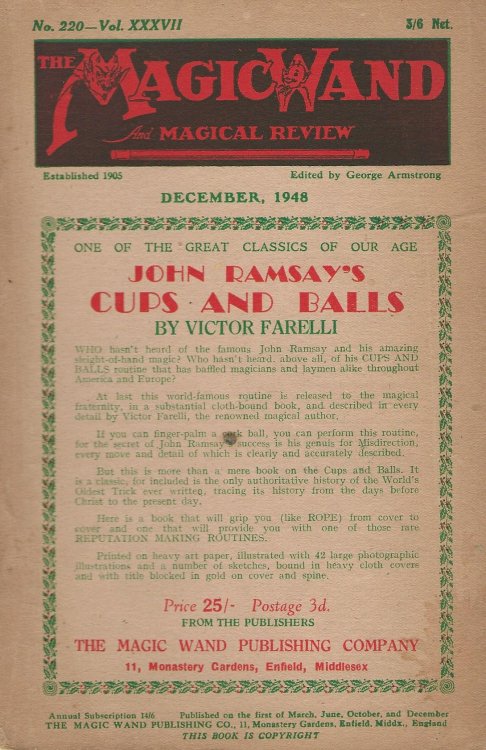 No. 220—Vol. XXXVII
3/6 Net.
THE MAGIC WAND
And MAGICAL REVIEW
Established 1905
Edited by George Armstrong
DECEMBER, 1948
ONE OF THE GREAT CLASSICS OF OUR AGE
JOHN RAMSAY'S
CUPS AND BALLS
BY VICTOR FARELLI
WHO hasn't heard of the famous John Ramsay and his amazing
sleight-of-hand magic? Who hasn't heard, above all, of his CUPS AND
BALLS routine that has baffled magicians and laymen alike throughout
America and Europe?
At last this world-famous routine is released to the magical
fraternity, in a substantial cloth-bound book, and described in every
detail by Victor Farelli, the renowned magical author.
If you can finger-palm a cork ball, you can perform this routine,
for the secret of John Ramsay's success is his genuis for Misdirection,
every move and detail of which is clearly and accurately described.
But this is more than a mere book on the Cups and Balls. It
is a classic, for included is the only authoritative history of the World's
Oldest Trick ever written, tracing its history from the days before
Christ to the present day.
Here is a book that will grip you (like ROPE) from cover to
cover and one that will provide you with one of those rare
REPUTATION MAKING ROUTINES.
Printed on heavy art paper, illustrated with 42 large photographic
illustrations and a number of sketches, bound in heavy cloth covers
and with title blocked in gold on cover and spine.
Price 25/- Postage 3d.
FROM THE PUBLISHERS
THE MAGIC WAND PUBLISHING COMPANY
11, Monastery Gardens, Enfield, Middlesex
Annual Subscription 14/6 Published on the first of March, June, October, and December
THE MAGIC WAND PUBLISHING CO., 11, Monastery Gardens, Enfield, Middx., England
THIS BOOK IS COPYRIGHT